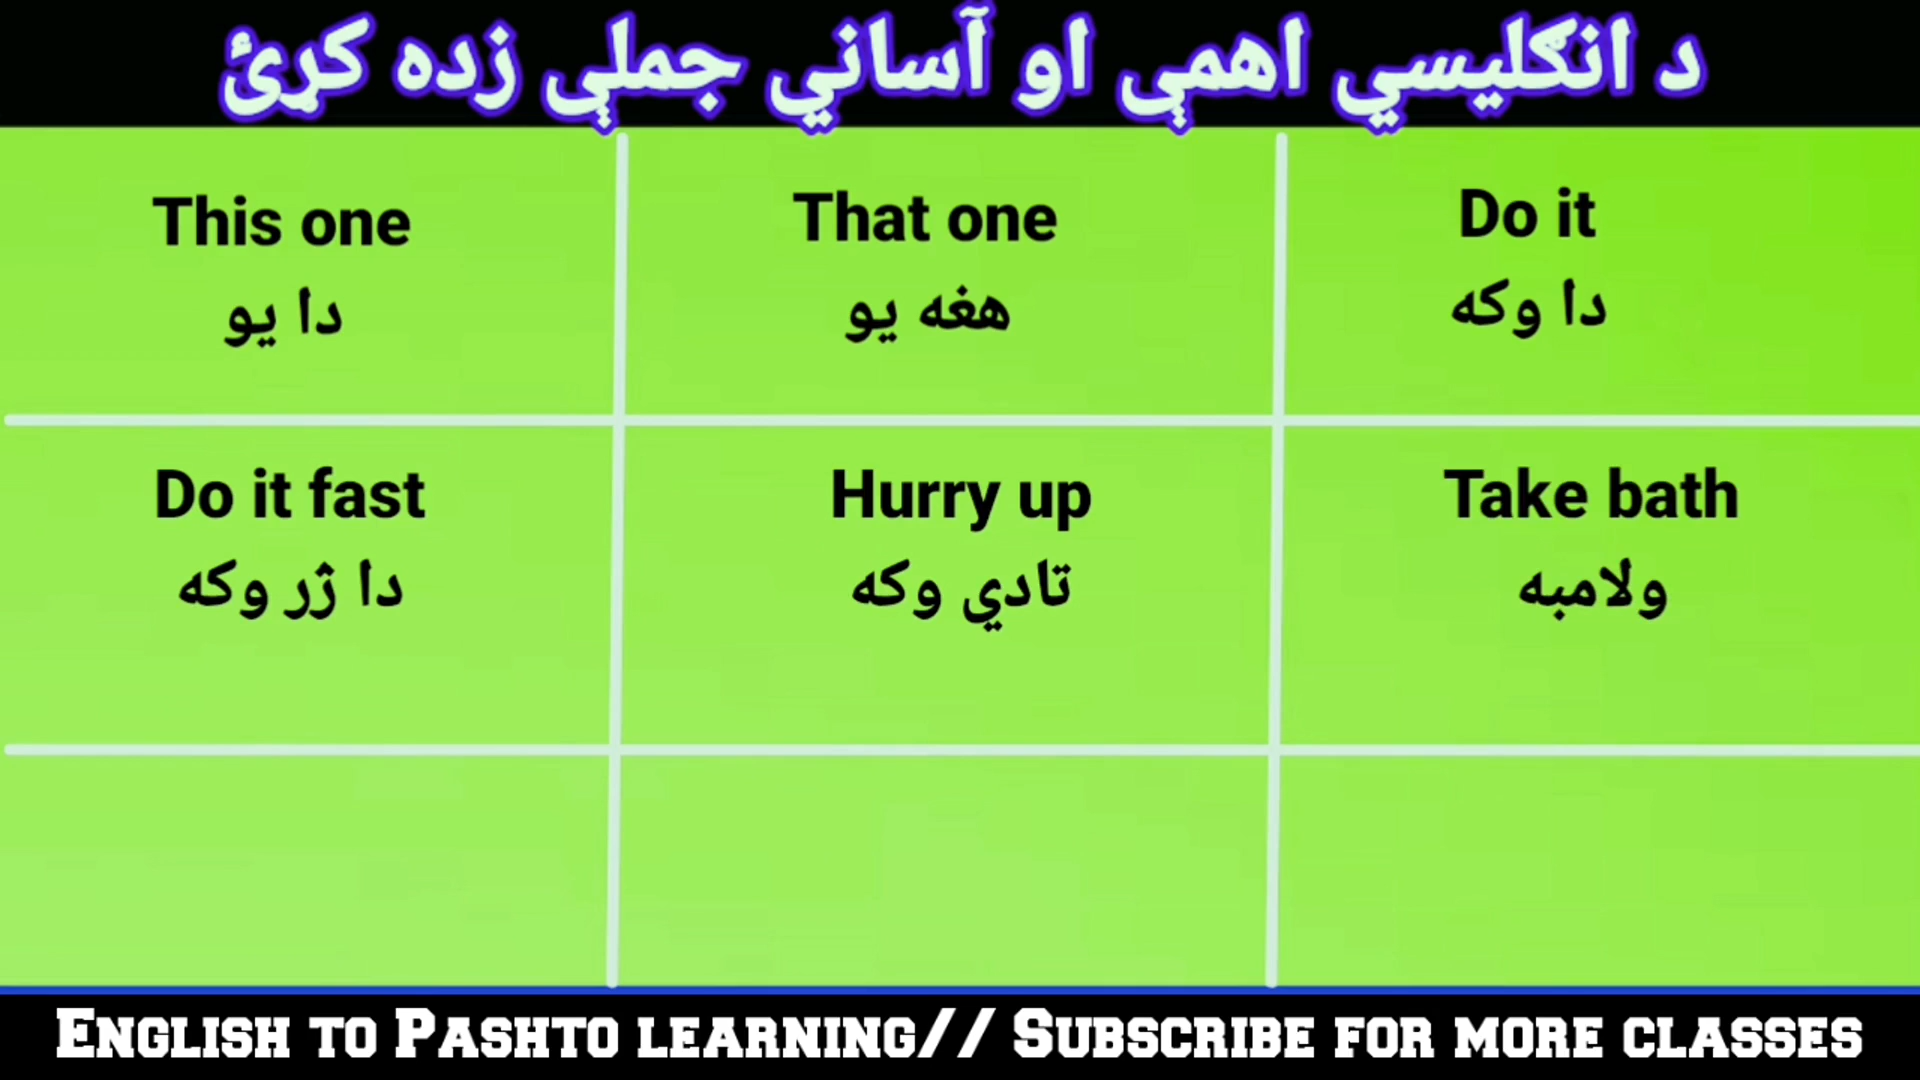 د انګلیسي اهمې او آساني جملې زده کړئ
This one
دا یو
That one
هغه یو
Do it
دا وکه
Do it fast
دا ژر وکه
Hurry up
تادي وکه
Take bath
ولامبه
English to Pashto learning// Subscribe for more classes